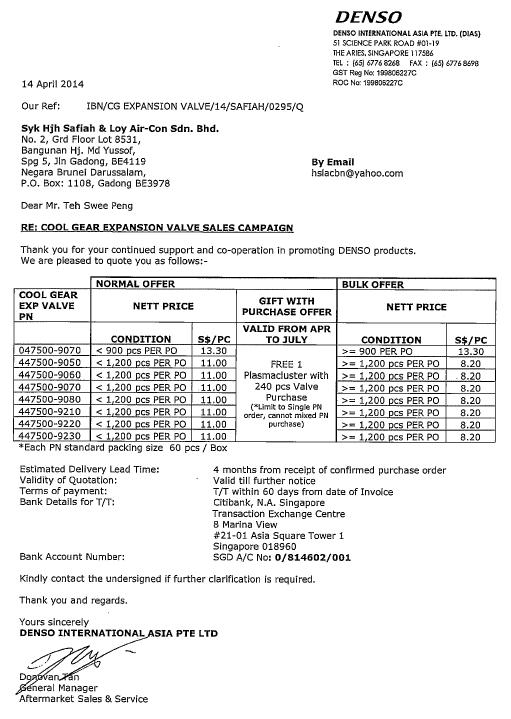 DENSO
DENSO INTERNATIONAL ASIA PTE. LTD. (DIAS)
51 SCIENCE PARK ROAD #01-19
THE ARIES, SINGAPORE 117586
TEL : (65) 6776 8268 FAX : (65) 6776 8698
GST Reg No: 199806227C
ROC No: 199806227C
14 April 2014
Our Ref: IBN/CG EXPANSION VALVE/14/SAFIAH/0295/Q
Syk Hjh Safiah & Loy Air-Con Sdn. Bhd.
No. 2, Grd Floor Lot 8531,
Bangunan Hj. Md Yussof,
Spg 5, Jln Gadong, BE4119
Negara Brunei Darussalam,
P.O. Box: 1108, Gadong BE3978
By Email
hslacbn@yahoo.com
Dear Mr. Teh Swee Peng
RE: COOL GEAR EXPANSION VALVE SALES CAMPAIGN
Thank you for your continued support and co-operation in promoting DENSO products.
We are pleased to quote you as follows:-
NORMAL OFFER BULK OFFER
COOL GEAR EXP VALVE PN NETT PRICE GIFT WITH PURCHASE OFFER NETT PRICE
CONDITION S$/PC VALID FROM APR TO JULY CONDITION S$/PC
047500-9070 < 900 pcs PER PO 13.30 >= 900 PER PO 13.30
447500-9050 < 1,200 pcs PER PO 11.00 >= 1,200 pcs PER PO 8.20
447500-9060 < 1,200 pcs PER PO 11.00 >= 1,200 pcs PER PO 8.20
447500-9070 < 1,200 pcs PER PO 11.00 >= 1,200 pcs PER PO 8.20
447500-9080 < 1,200 pcs PER PO 11.00 >= 1,200 pcs PER PO 8.20
447500-9210 < 1,200 pcs PER PO 11.00 >= 1,200 pcs PER PO 8.20
447500-9220 < 1,200 pcs PER PO 11.00 >= 1,200 pcs PER PO 8.20
447500-9230 < 1,200 pcs PER PO 11.00 >= 1,200 pcs PER PO 8.20
FREE 1
Plasmacluster with
240 pcs Valve
Purchase
(*Limit to Single PN
order, cannot mixed PN
purchase)
*Each PN standard packing size 60 pcs / Box
Estimated Delivery Lead Time: 4 months from receipt of confirmed purchase order
Validity of Quotation: Valid till further notice
Terms of payment: T/T within 60 days from date of Invoice
Bank Details for T/T: Citibank, N.A. Singapore
Transaction Exchange Centre
8 Marina View
#21-01 Asia Square Tower 1
Singapore 018960
Bank Account Number: SGD A/C No: 0/814602/001
Kindly contact the undersigned if further clarification is required.
Thank you and regards.
Yours sincerely
DENSO INTERNATIONAL ASIA PTE LTD
Donovan Tan
General Manager
Aftermarket Sales & Service